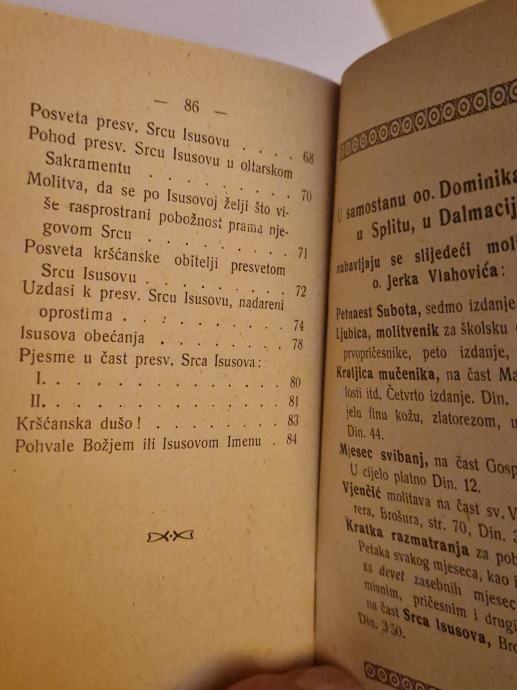 — 86 —
Posveta presv. Srcu Isusovu . . . . 68
Pohod presv. Srcu Isusovu u oltarskom
Sakramentu . . . . . . . . 70
Molitva, da se po Isusovoj želji što vi-
še rasprostrani pobožnost prama nje-
govom Srcu . . . . . . . . 71
Posveta kršćanske obitelji presvetom
Srcu Isusovu . . . . . . . 72
Uzdasi k presv. Srcu Isusovu, nadareni
oprostima . . . . . . . . 74
Isusova obećanja . . . . . . . 78
Pjesme u čast presv. Srca Isusova:
I. . . . . . . . . . . . 80
II. . . . . . . . . . . . 81
Kršćanska dušo! . . . . . . . 83
Pohvale Božjem ili Isusovom Imenu . 84
U samostanu oo. Dominika
u Splitu, u Dalmacij
nabavljaju se slijedeći mol
o. Jerka Vlahovića:
Petnaest Subota, sedmo izdanje
Ljubica, molitvenik za školsku
prvopričesnike, peto izdanje,
Kraljica mučenika, na čast Ma
losti itd. Četvrto izdanje. Din.
jelu finu kožu, zlatorezom, u
Din. 44.
Mjesec svibanj, na čast Gosp
U cijelo platno Din. 12.
Vjenčić molitava na čast sv. V
rera. Brošura, str. 70, Din.
Kratka razmatranja za pob
Petaka svakog mjeseca, kao i
za devet zasebnih mjesec
misnim, pričesnim i drugi
na čast Srca Isusova, Bro
Din. 3·50.